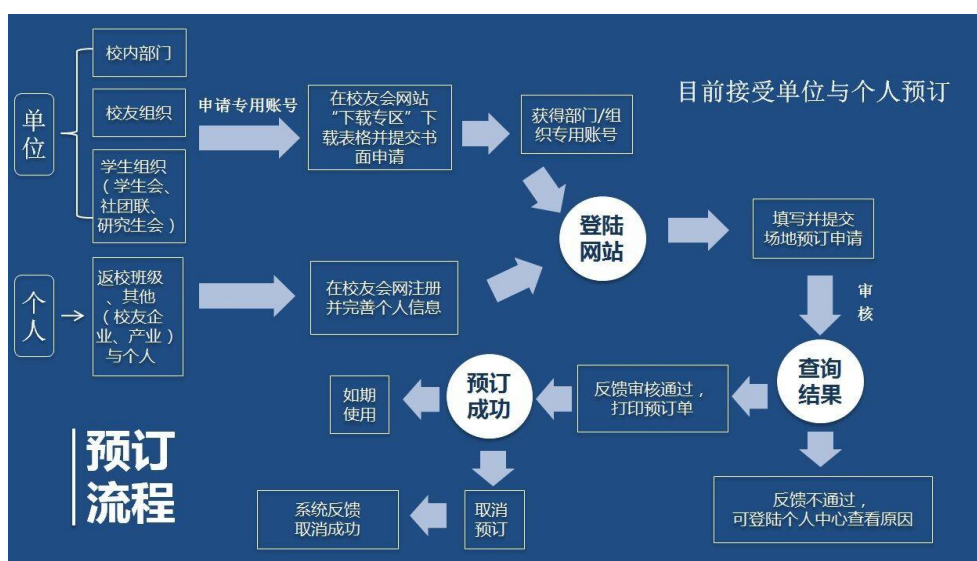 目前接受单位与个人预订
单
位
校内部门
校友组织
学生组织
（学生会、
社团联、
研究生会）
申请专用账号
在校友会网站
“下载专区”下
载表格并提交书
面申请
获得部门/组
织专用账号
个
人
返校班级
、其他
（校友企
业、产业）
与个人
在校友会网注册
并完善个人信息
登陆
网站
填写并提交
场地预订申请
审
核
查询
结果
反馈审核通过，
打印预订单
预订
成功
如期
使用
反馈不通过，
可登陆个人中心查看原因
取消
预订
系统反馈
取消成功
预订
流程